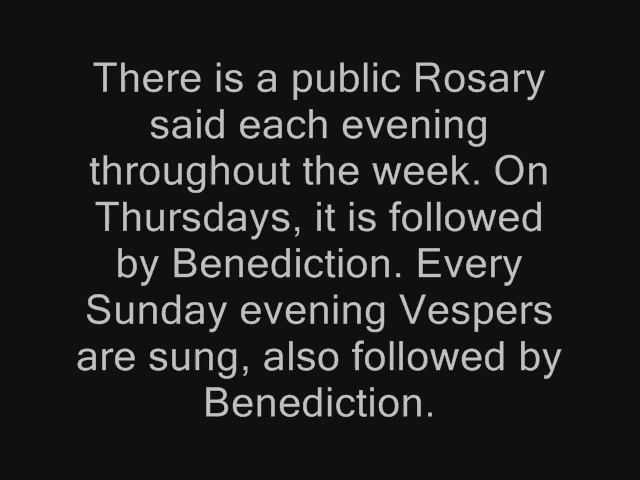 There is a public Rosary
said each evening
throughout the week. On
Thursdays, it is followed
by Benediction. Every
Sunday evening Vespers
are sung, also followed by
Benediction.